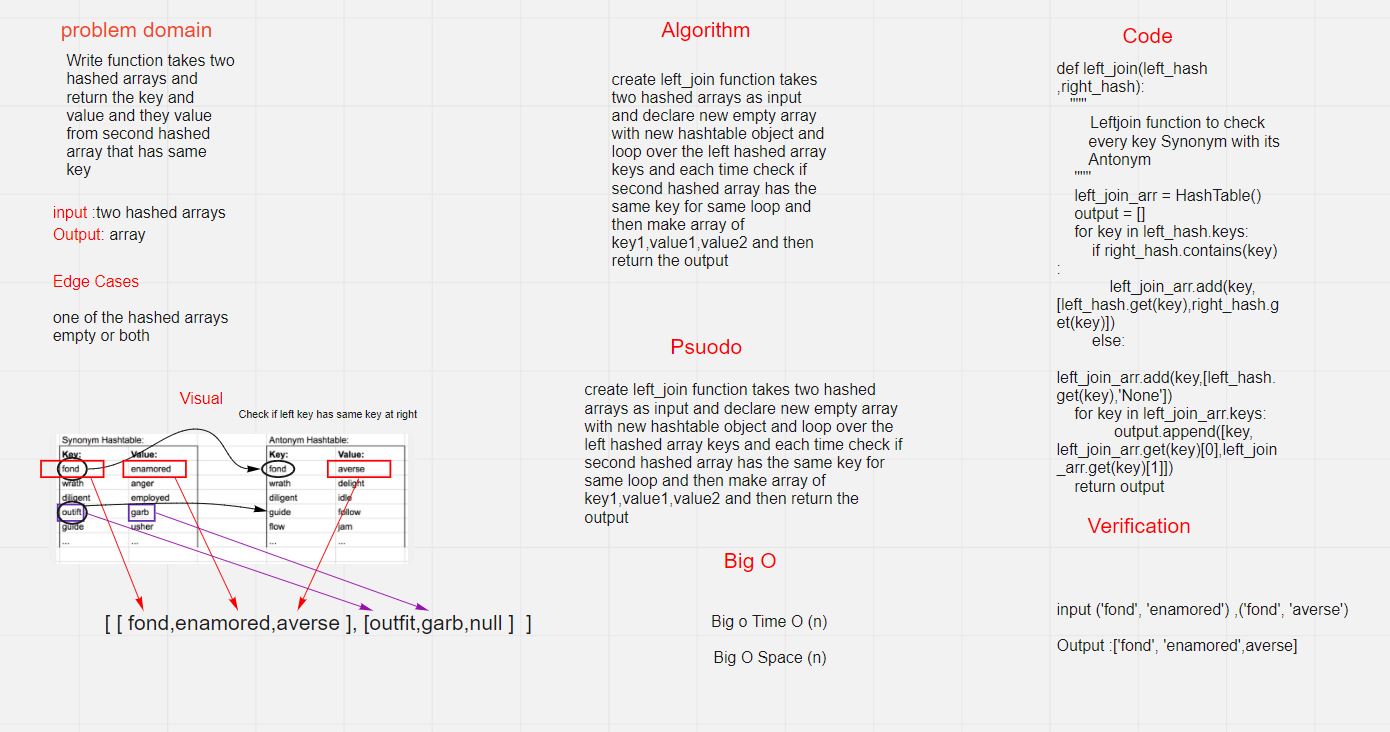 problem domain
Write function takes two
hashed arrays and
return the key and
value and they value
from second hashed
array that has same
key
input :two hashed arrays
Output: array
Edge Cases
one of the hashed arrays
empty or both
Visual
Check if left key has same key at right
Synonym Hashtable: Antonym Hashtable:
Key: Value: Key: Value:
fond enamored fond averse
wrath anger wrath delight
diligent employed diligent idle
outift garb guide follow
guide usher flow jam
... ... ... ...
[ [ fond,enamored,averse ], [outfit,garb,null ] ]
Algorithm
create left_join function takes
two hashed arrays as input
and declare new empty array
with new hashtable object and
loop over the left hashed array
keys and each time check if
second hashed array has the
same key for same loop and
then make array of
key1,value1,value2 and then
return the output
Psuodo
create left_join function takes two hashed
arrays as input and declare new empty array
with new hashtable object and loop over the
left hashed array keys and each time check if
second hashed array has the same key for
same loop and then make array of
key1,value1,value2 and then return the
output
Big O
Big o Time O (n)
Big O Space (n)
Code
def left_join(left_hash
,right_hash):
"""
Leftjoin function to check
every key Synonym with its
Antonym
"""
left_join_arr = HashTable()
output = []
for key in left_hash.keys:
if right_hash.contains(key)
:
left_join_arr.add(key,
[left_hash.get(key),right_hash.g
et(key)])
else:
left_join_arr.add(key,[left_hash.
get(key),'None'])
for key in left_join_arr.keys:
output.append([key,
left_join_arr.get(key)[0],left_join
_arr.get(key)[1]])
return output
Verification
input ('fond', 'enamored') ,('fond', 'averse')
Output :['fond', 'enamored',averse]